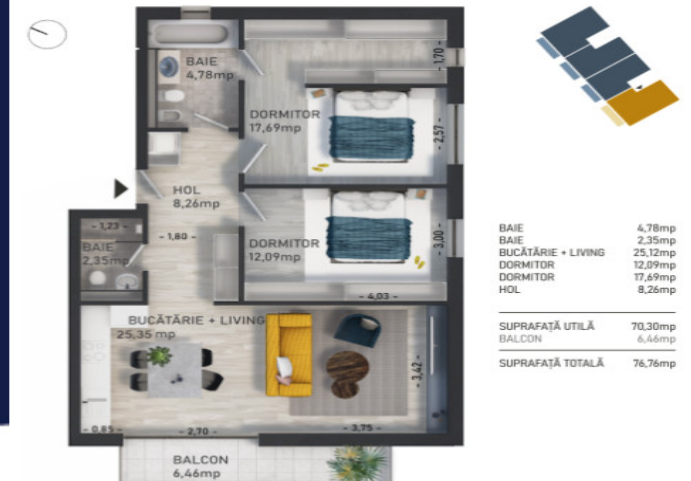 BAIE
4,78mp
- 1,70 -
DORMITOR
17,69mp
- 2,57 -
HOL
8,26mp
- 1,23 -
- 1,80 -
BAIE
2,35mp
DORMITOR
12,09mp
- 3,00 -
- 4,03 -
BUCĂTĂRIE + LIVING
25,35 mp
- 3,42 -
- 0,85 -
- 2,70 -
- 3,75 -
BALCON
6,46mp
BAIE 4,78mp
BAIE 2,35mp
BUCĂTĂRIE + LIVING 25,12mp
DORMITOR 12,09mp
DORMITOR 17,69mp
HOL 8,26mp
SUPRAFAȚĂ UTILĂ 70,30mp
BALCON 6,46mp
SUPRAFAȚĂ TOTALĂ 76,76mp